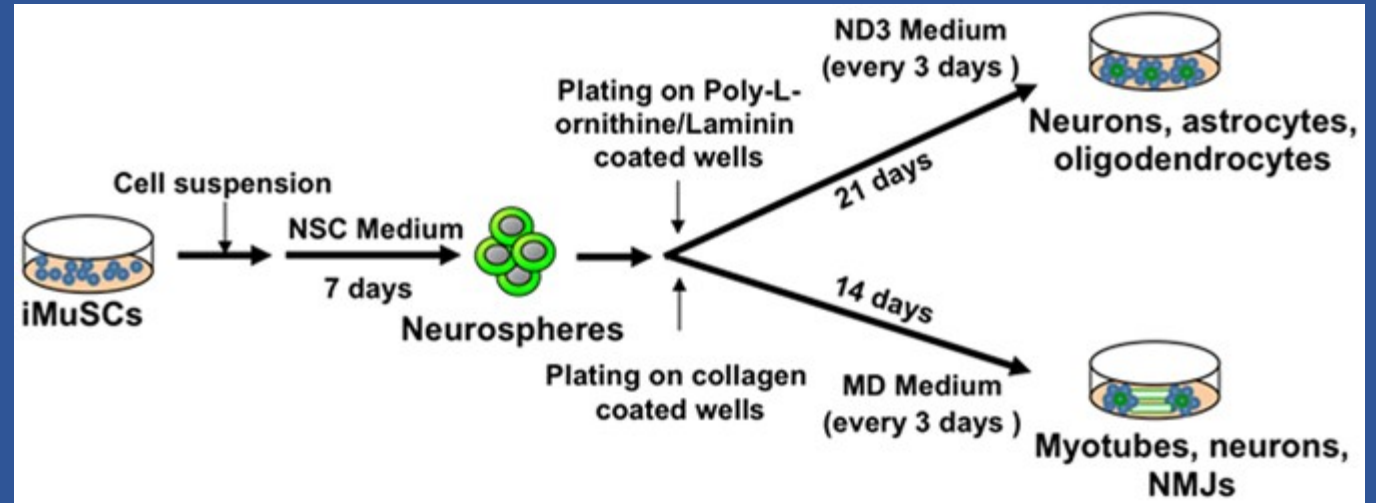 iMuSCs
Cell suspension
NSC Medium
7 days
Neurospheres
Plating on Poly-L-
ornithine/Laminin
coated wells
Plating on collagen
coated wells
ND3 Medium
(every 3 days )
21 days
Neurons, astrocytes,
oligodendrocytes
14 days
MD Medium
(every 3 days )
Myotubes, neurons,
NMJs